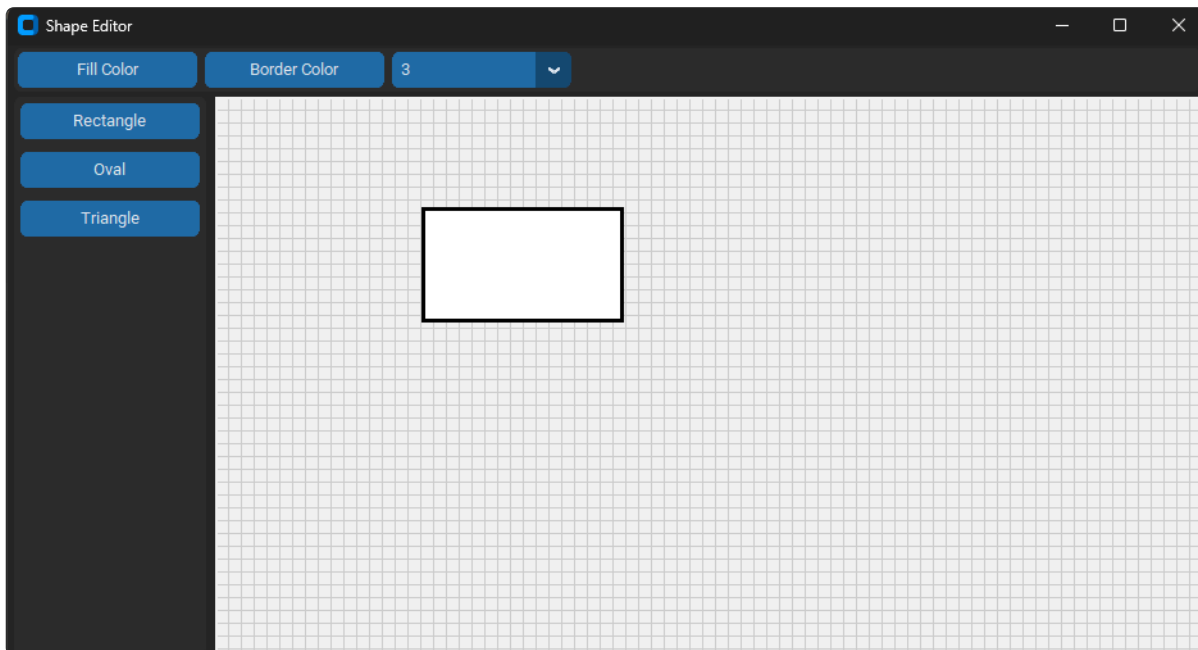 Shape Editor
Fill Color
Border Color
3
Rectangle
Oval
Triangle